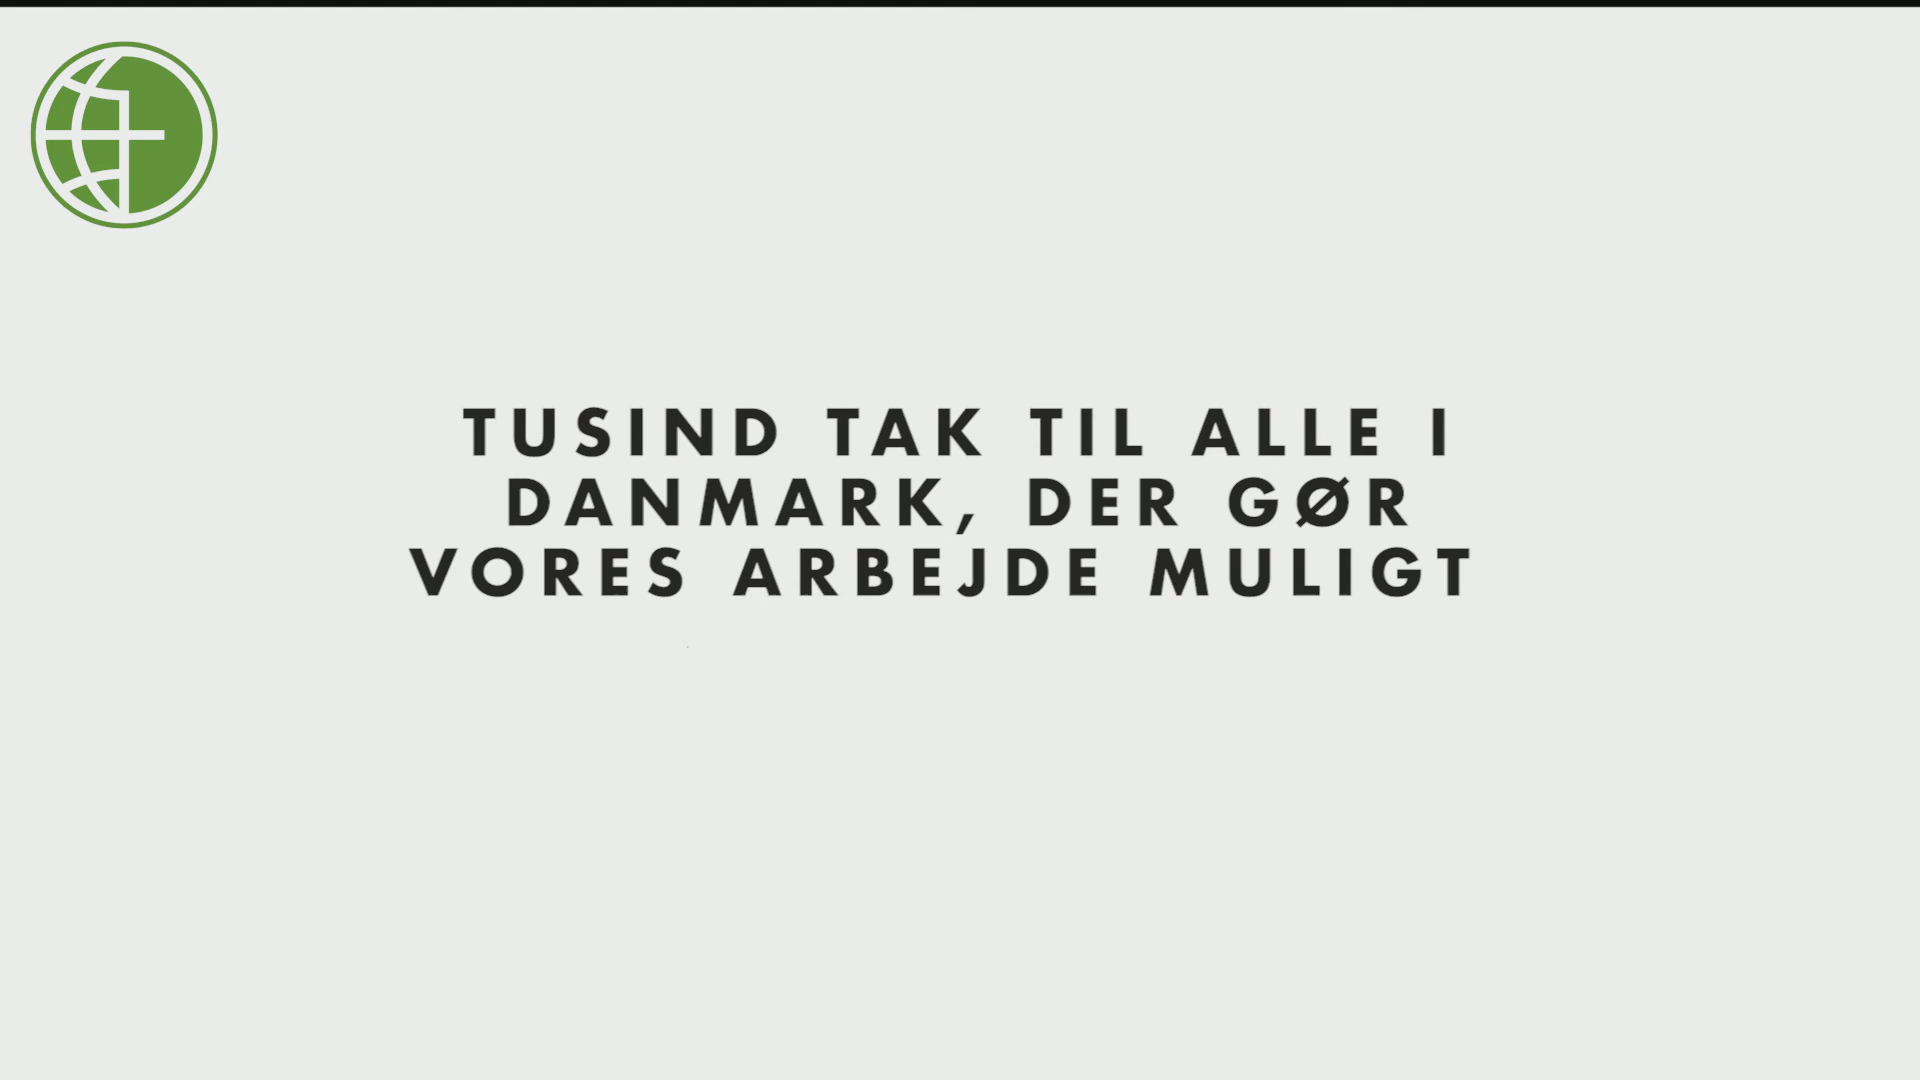 TUSIND TAK TIL ALLE I
DANMARK, DER GØR
VORES ARBEJDE MULIGT